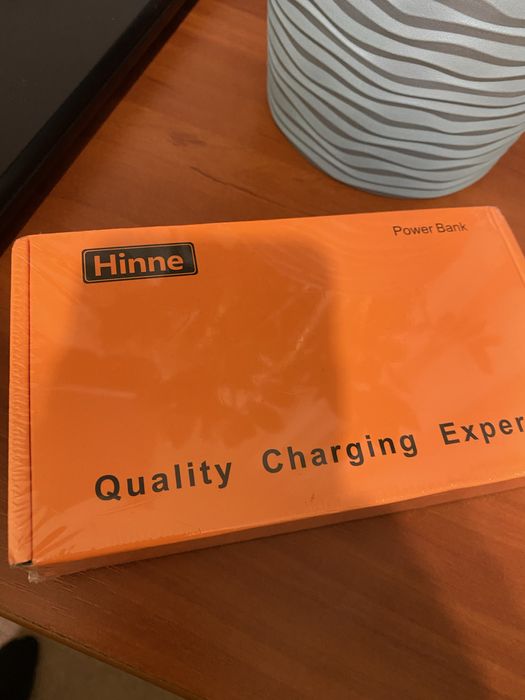 Hinne
Power Bank
Quality Charging Exper